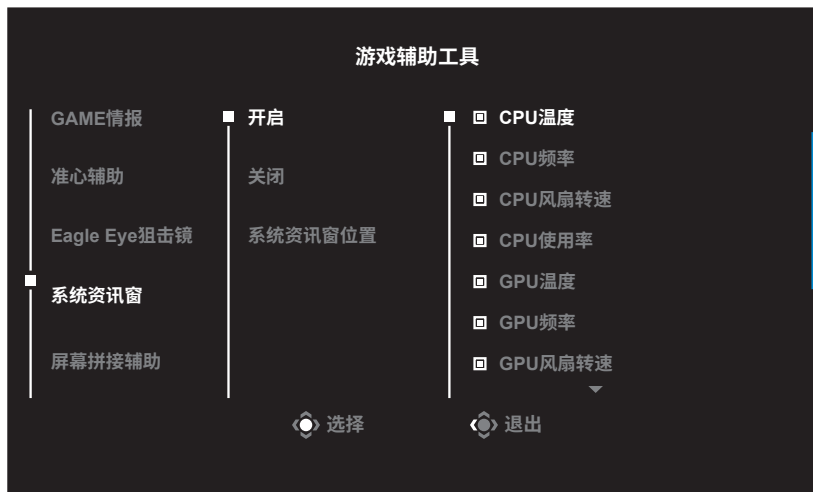 游戏辅助工具
GAME情报
准心辅助
Eagle Eye狙击镜
系统资讯窗
屏幕拼接辅助
开启
关闭
系统资讯窗位置
CPU温度
CPU频率
CPU风扇转速
CPU使用率
GPU温度
GPU频率
GPU风扇转速
选择
退出